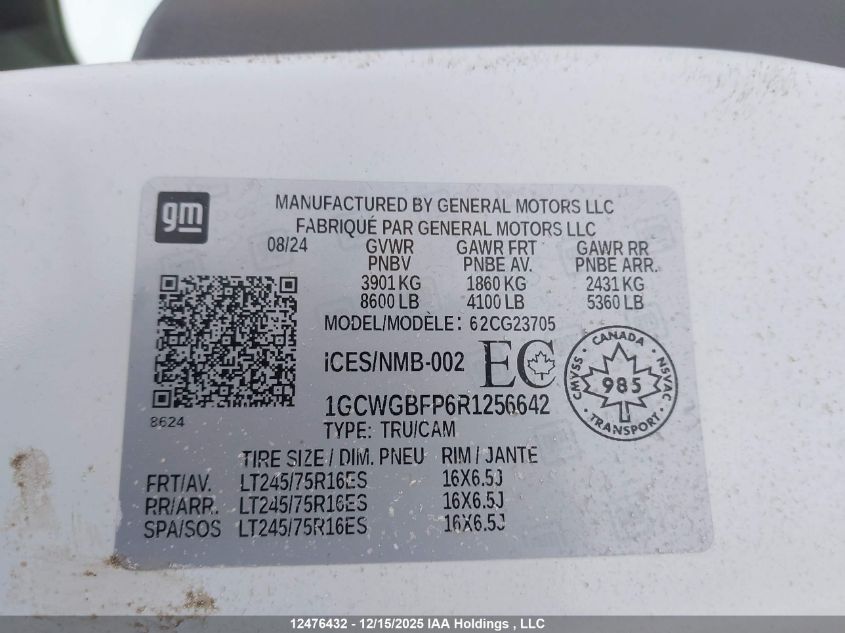 gm
MANUFACTURED BY GENERAL MOTORS LLC
FABRIQUÉ PAR GENERAL MOTORS LLC
08/24 GVWR GAWR FRT GAWR RR
PNBV PNBE AV. PNBE ARR.
3901 KG 1860 KG 2431 KG
8600 LB 4100 LB 5360 LB
MODEL/MODÈLE: 62CG23705
iCES/NMB-002 EC
CANADA
CMVSS 985 NSVAC
TRANSPORT
1GCWGBFP6R1256642
8624
TYPE: TRU/CAM
TIRE SIZE / DIM. PNEU RIM / JANTE
FRT/AV. LT245/75R16ES 16X6.5J
RR/ARR. LT245/75R16ES 16X6.5J
SPA/SOS LT245/75R16ES 16X6.5J
12476432 - 12/15/2025 IAA Holdings , LLC